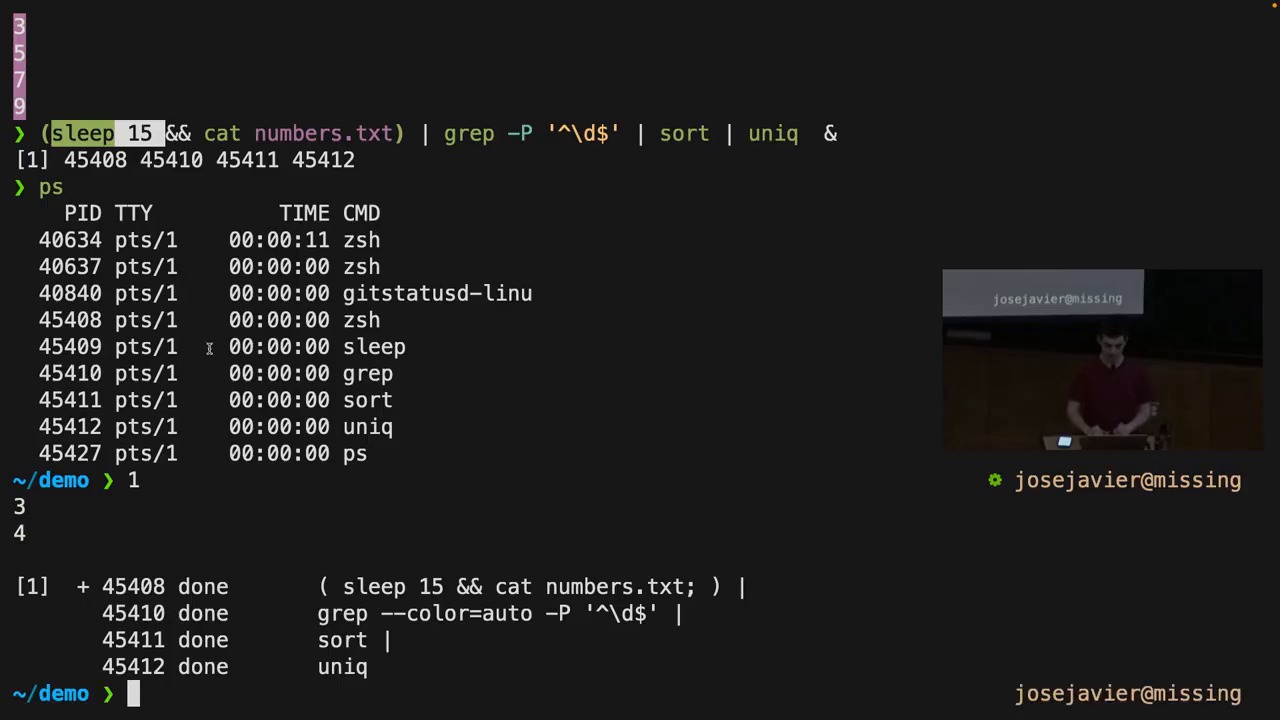 3
5
7
9
❯ (sleep 15 && cat numbers.txt) | grep -P '^\d$' | sort | uniq  &
[1] 45408 45410 45411 45412
❯ ps
    PID TTY          TIME CMD
  40634 pts/1    00:00:11 zsh
  40637 pts/1    00:00:00 zsh
  40840 pts/1    00:00:00 gitstatusd-linu
  45408 pts/1    00:00:00 zsh
  45409 pts/1    00:00:00 sleep
  45410 pts/1    00:00:00 grep
  45411 pts/1    00:00:00 sort
  45412 pts/1    00:00:00 uniq
  45427 pts/1    00:00:00 ps
josejavier@missing
~/demo ❯ 1 josejavier@missing
3
4
[1]  + 45408 done       ( sleep 15 && cat numbers.txt; ) |
       45410 done       grep --color=auto -P '^\d$' |
       45411 done       sort |
       45412 done       uniq
~/demo ❯ josejavier@missing